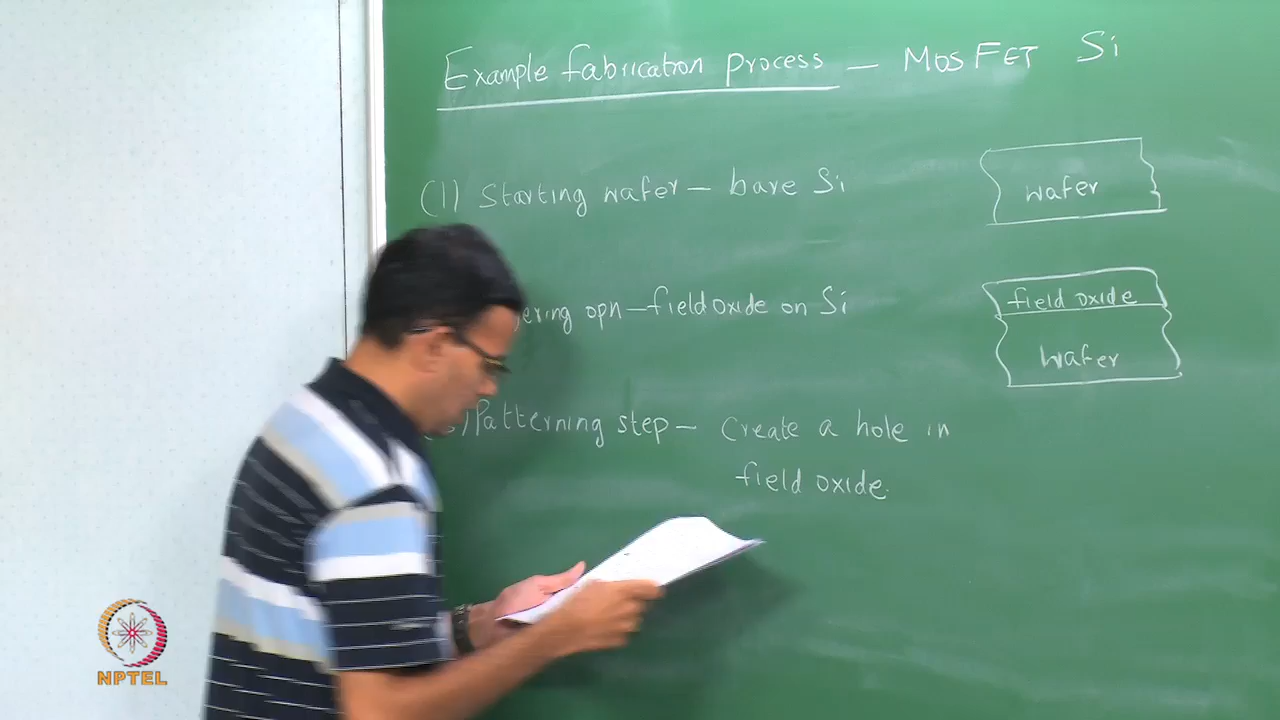 Example fabrication process – MOSFET Si
(1) Starting wafer – bare Si
wafer
opn – field oxide on Si
field oxide
wafer
Patterning step – Create a hole in
field oxide.
NPTEL